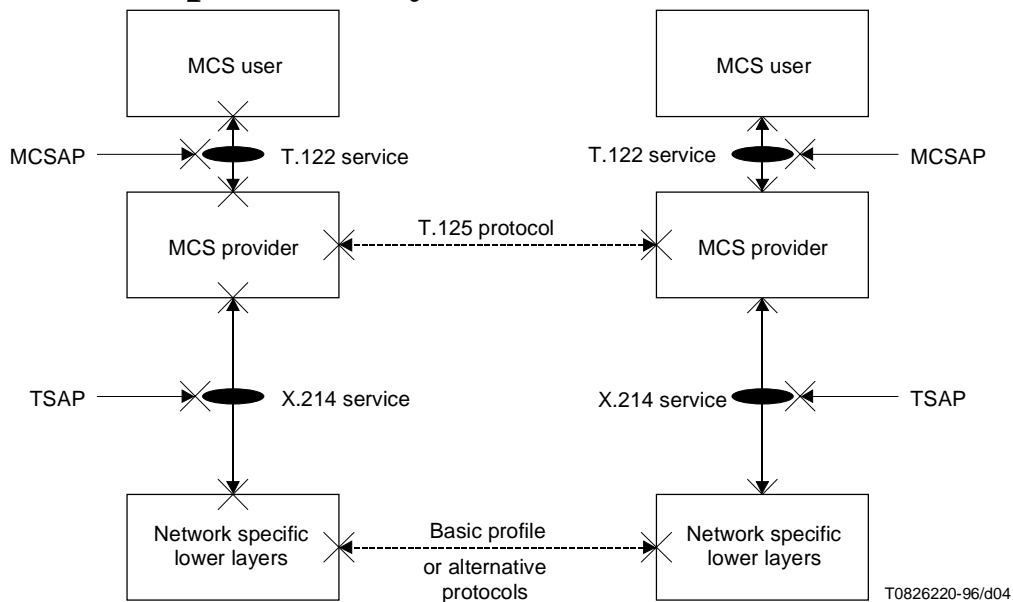 MCS user
MCS user
MCSAP
T.122 service
T.122 service
MCSAP
T.125 protocol
MCS provider
MCS provider
TSAP
X.214 service
X.214 service
TSAP
Network specific
lower layers
Basic profile
or alternative
protocols
Network specific
lower layers
T0826220-96/d04